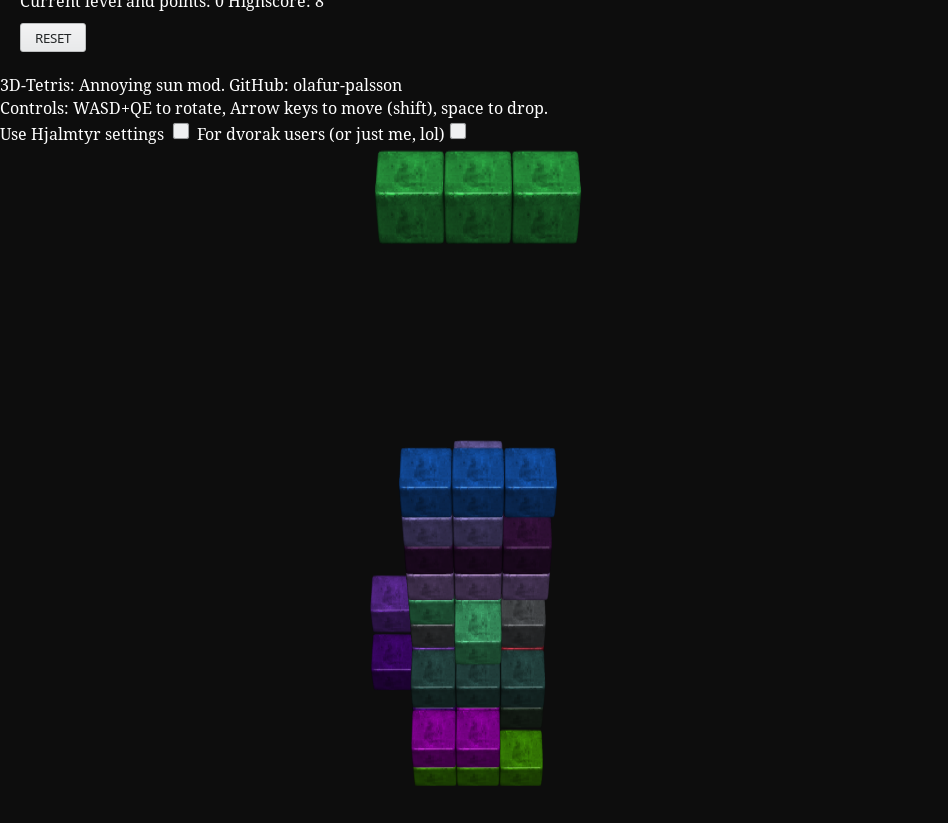 Current level and points: 0 Highscore: 8
RESET
3D-Tetris: Annoying sun mod. GitHub: olafur-palsson
Controls: WASD+QE to rotate, Arrow keys to move (shift), space to drop.
Use Hjalmtyr settings For dvorak users (or just me, lol)